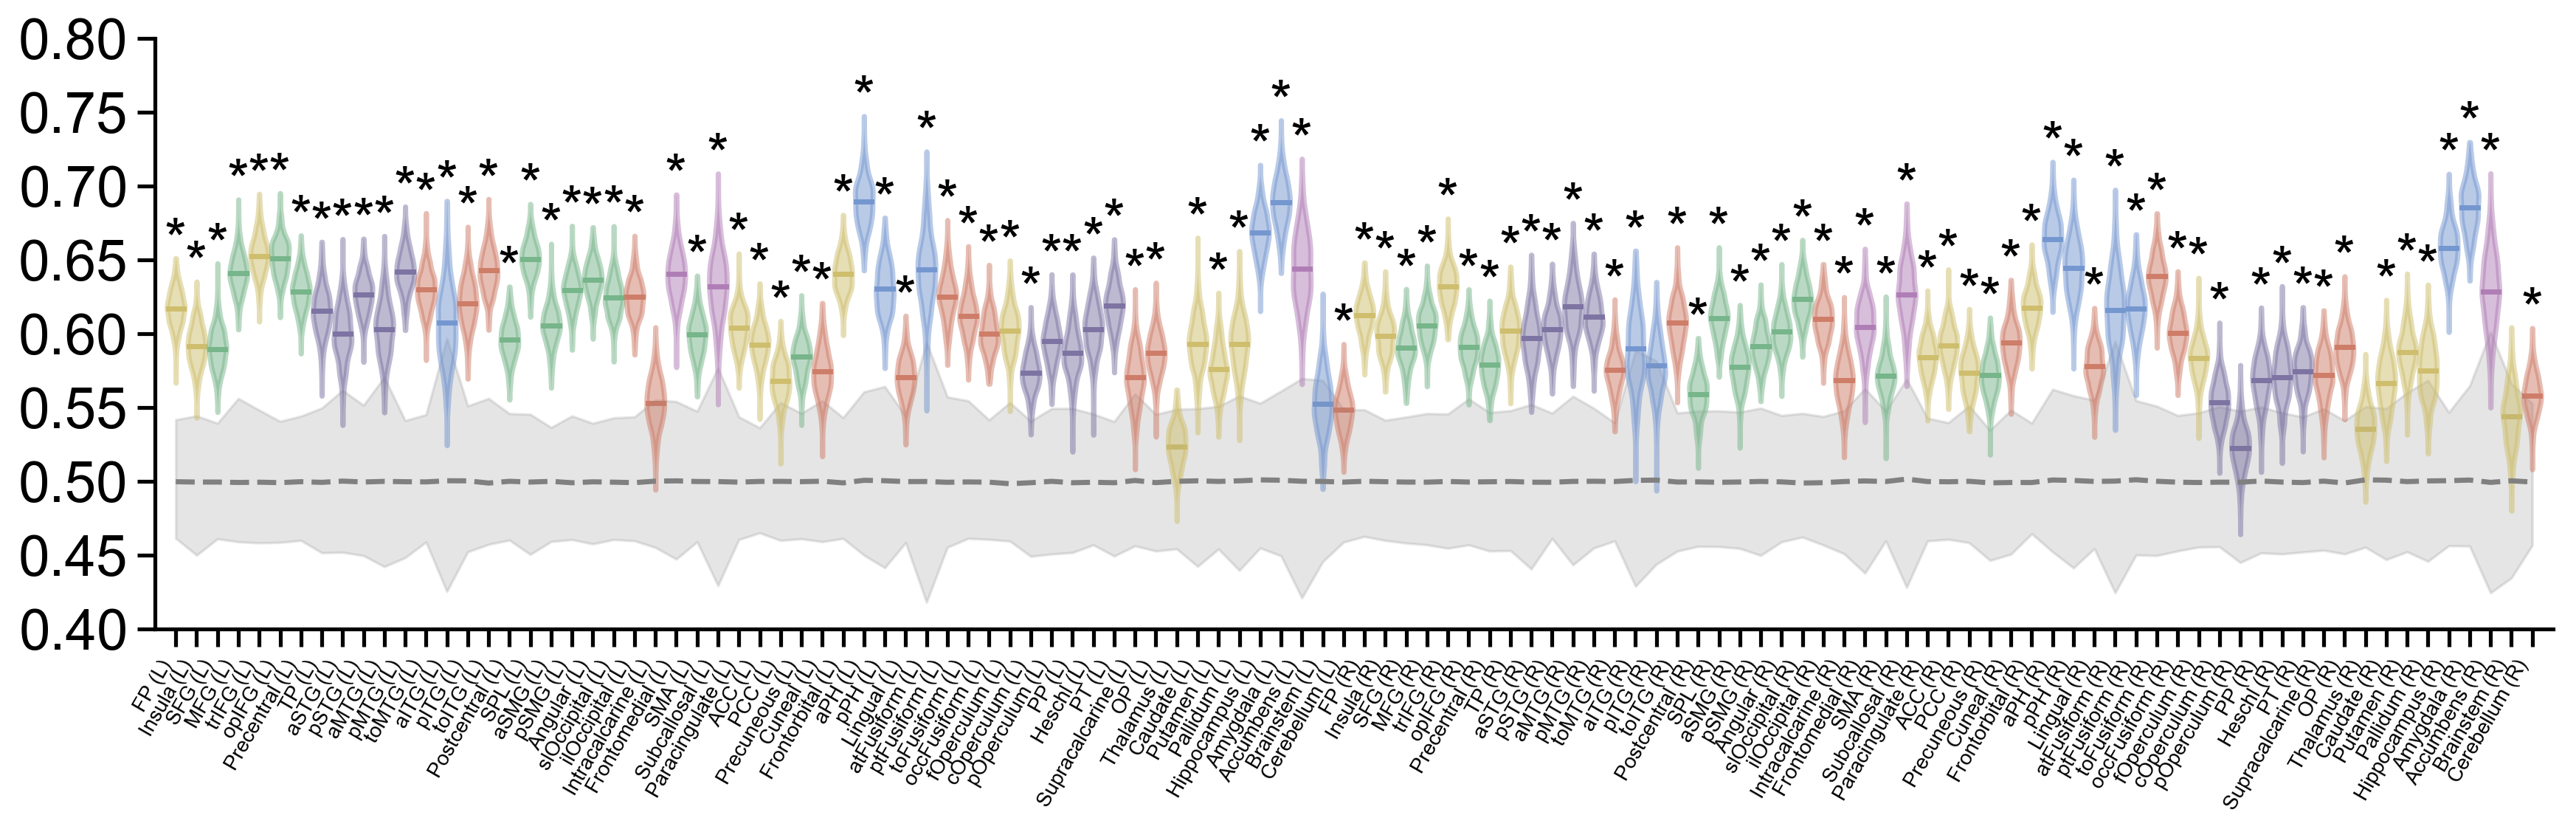 0.80
0.75
0.70
0.65
0.60
0.55
0.50
0.45
0.40
FP (L)
Insula (L)
SFG (L)
MFG (L)
triIFG (L)
opIFG (L)
Precentral (L)
TP (L)
aSTG (L)
pSTG (L)
aMTG (L)
pMTG (L)
toMTG (L)
aITG (L)
pITG (L)
toITG (L)
Postcentral (L)
SPL (L)
aSMG (L)
pSMG (L)
Angular (L)
slOccipital (L)
ilOccipital (L)
Intracalcarine (L)
Frontomedial (L)
SMA (L)
Subcallosal (L)
Paracingulate (L)
ACC (L)
PCC (L)
Precuneous (L)
Cuneal (L)
Frontorbital (L)
aPH (L)
pPH (L)
Lingual (L)
atFusiform (L)
ptFusiform (L)
toFusiform (L)
occFusiform (L)
fOperculum (L)
cOperculum (L)
pOperculum (L)
PP (L)
Heschl (L)
PT (L)
Supracalcarine (L)
OP (L)
Thalamus (L)
Caudate (L)
Putamen (L)
Pallidum (L)
Hippocampus (L)
Amygdala (L)
Accumbens (L)
Brainstem (L)
Cerebellum (L)
FP (R)
Insula (R)
SFG (R)
MFG (R)
triIFG (R)
opIFG (R)
Precentral (R)
TP (R)
aSTG (R)
pSTG (R)
aMTG (R)
pMTG (R)
toMTG (R)
aITG (R)
pITG (R)
toITG (R)
Postcentral (R)
SPL (R)
aSMG (R)
pSMG (R)
Angular (R)
slOccipital (R)
ilOccipital (R)
Intracalcarine (R)
Frontomedial (R)
SMA (R)
Subcallosal (R)
Paracingulate (R)
ACC (R)
PCC (R)
Precuneous (R)
Cuneal (R)
Frontorbital (R)
aPH (R)
pPH (R)
Lingual (R)
atFusiform (R)
ptFusiform (R)
toFusiform (R)
occFusiform (R)
fOperculum (R)
cOperculum (R)
pOperculum (R)
PP (R)
Heschl (R)
PT (R)
Supracalcarine (R)
OP (R)
Thalamus (R)
Caudate (R)
Putamen (R)
Pallidum (R)
Hippocampus (R)
Amygdala (R)
Accumbens (R)
Brainstem (R)
Cerebellum (R)